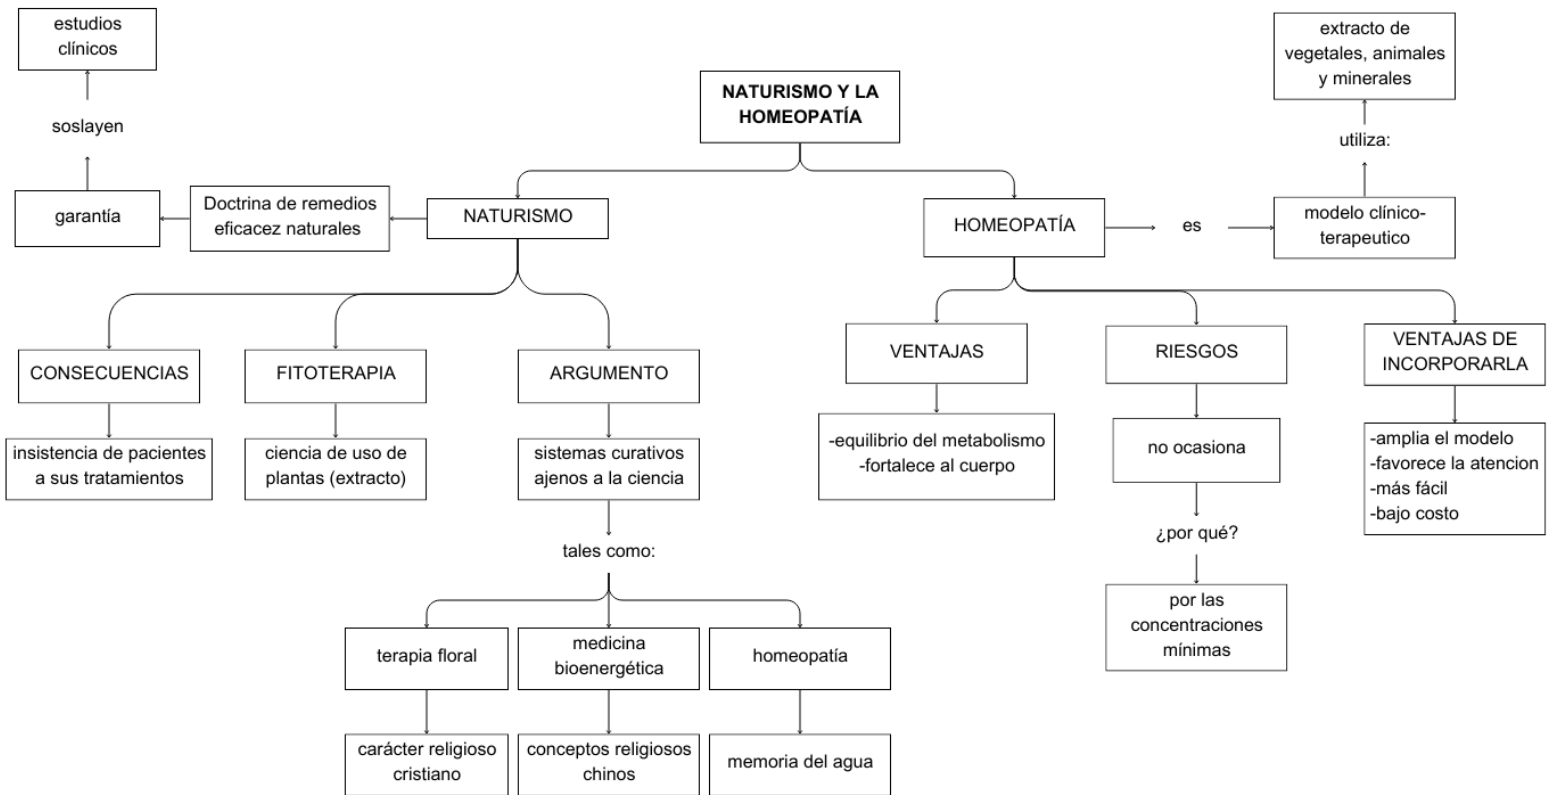 estudios
clínicos
soslayen
garantía
Doctrina de remedios
eficacez naturales
NATURISMO Y LA
HOMEOPATÍA
NATURISMO
HOMEOPATÍA
es
modelo clínico-
terapeutico
utiliza:
extracto de
vegetales, animales
y minerales
CONSECUENCIAS
insistencia de pacientes
a sus tratamientos
FITOTERAPIA
ciencia de uso de
plantas (extracto)
ARGUMENTO
sistemas curativos
ajenos a la ciencia
tales como:
terapia floral
carácter religioso
cristiano
medicina
bioenergética
conceptos religiosos
chinos
homeopatía
memoria del agua
VENTAJAS
-equilibrio del metabolismo
-fortalece al cuerpo
RIESGOS
no ocasiona
¿por qué?
por las
concentraciones
mínimas
VENTAJAS DE
INCORPORARLA
-amplia el modelo
-favorece la atencion
-más fácil
-bajo costo